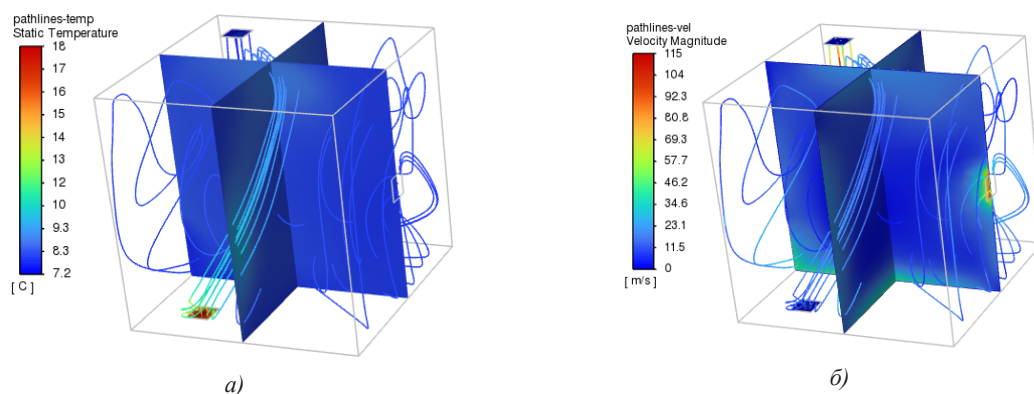 pathlines-temp
Static Temperature
18
18
16
14
13
12
10
9.3
8.3
7.2
[ C ]
а)
pathlines-vel
Velocity Magnitude
115
104
92.3
80.8
69.3
57.7
46.2
34.6
23.1
11.5
0
[ m/s ]
б)